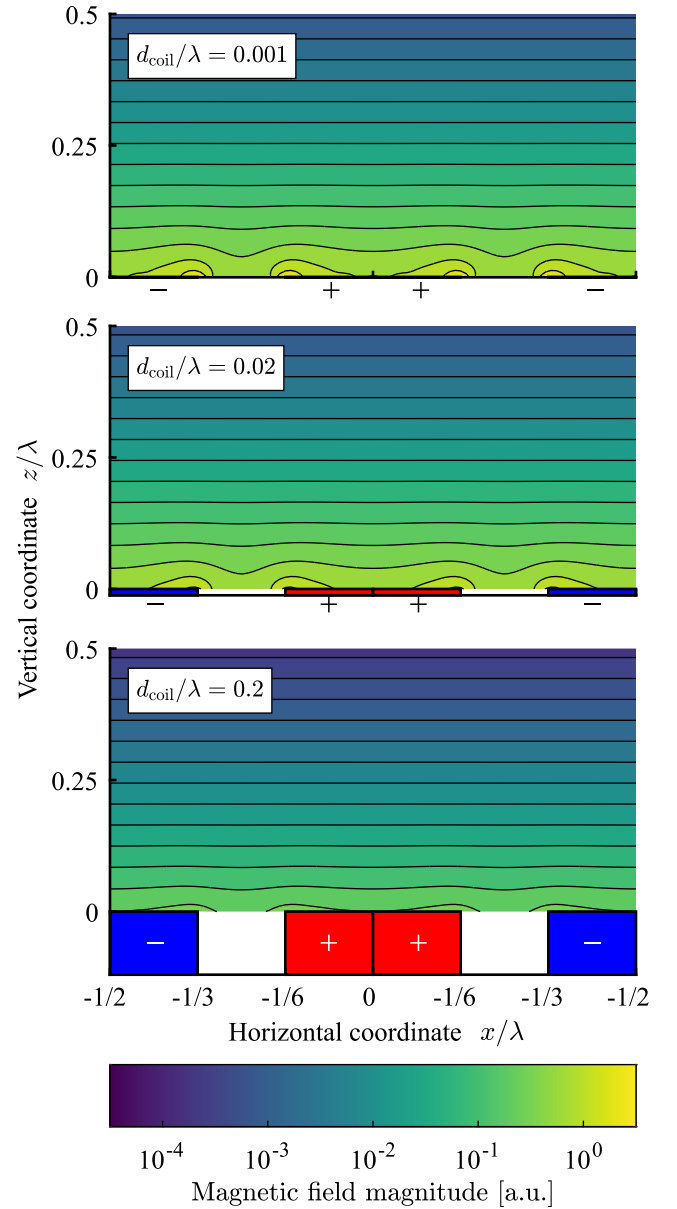 0.5
d_coil/λ = 0.001
0.25
0
− + + −
0.5
d_coil/λ = 0.02
0.25
0
− + + −
Vertical coordinate z/λ
0.5
d_coil/λ = 0.2
0.25
0
− + + −
-1/2 -1/3 -1/6 0 -1/6 -1/3 -1/2
Horizontal coordinate x/λ
10^-4 10^-3 10^-2 10^-1 10^0
Magnetic field magnitude [a.u.]